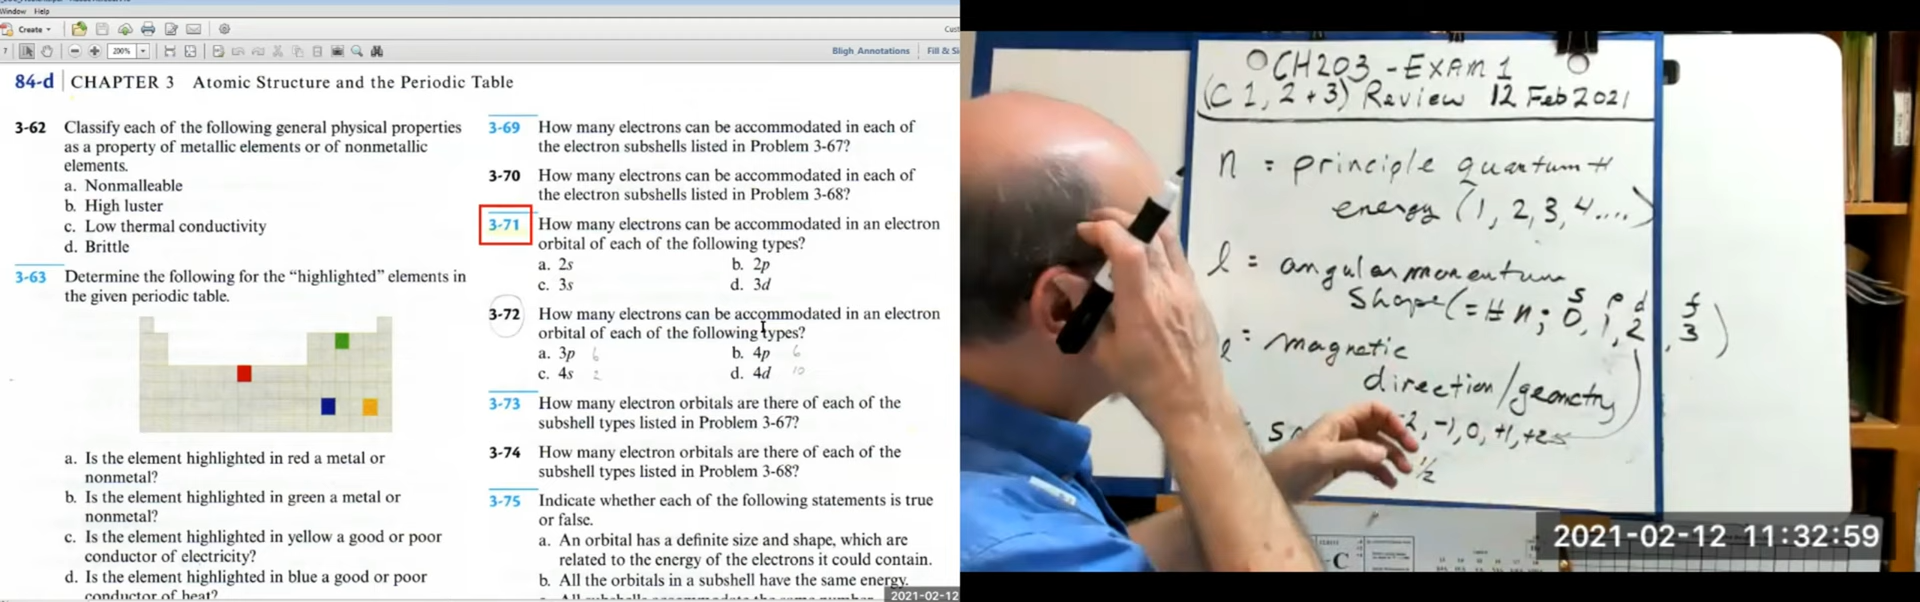 Window Help
Create
200%
Bligh Annotations
84-d CHAPTER 3 Atomic Structure and the Periodic Table
3-62 Classify each of the following general physical properties
as a property of metallic elements or of nonmetallic
elements.
a. Nonmalleable
b. High luster
c. Low thermal conductivity
d. Brittle
3-63 Determine the following for the “highlighted” elements in
the given periodic table.
a. Is the element highlighted in red a metal or
nonmetal?
b. Is the element highlighted in green a metal or
nonmetal?
c. Is the element highlighted in yellow a good or poor
conductor of electricity?
d. Is the element highlighted in blue a good or poor
conductor of heat?
3-69 How many electrons can be accommodated in each of
the electron subshells listed in Problem 3-67?
3-70 How many electrons can be accommodated in each of
the electron subshells listed in Problem 3-68?
3-71 How many electrons can be accommodated in an electron
orbital of each of the following types?
a. 2s b. 2p
c. 3s d. 3d
3-72 How many electrons can be accommodated in an electron
orbital of each of the following types?
a. 3p 6 b. 4p 6
c. 4s 2 d. 4d 10
3-73 How many electron orbitals are there of each of the
subshell types listed in Problem 3-67?
3-74 How many electron orbitals are there of each of the
subshell types listed in Problem 3-68?
3-75 Indicate whether each of the following statements is true
or false.
a. An orbital has a definite size and shape, which are
related to the energy of the electrons it could contain.
b. All the orbitals in a subshell have the same energy.
2021-02-12
CH203 - EXAM 1
(C 1, 2 + 3) Review 12 Feb 2021
n = principle quantum #
energy (1, 2, 3, 4....)
l = angular momentum
s p d f
shape (= # n; 0, 1, 2, 3)
l = magnetic
direction/geometry
-2, -1, 0, +1, +2
1/2
C
2021-02-12 11:32:59